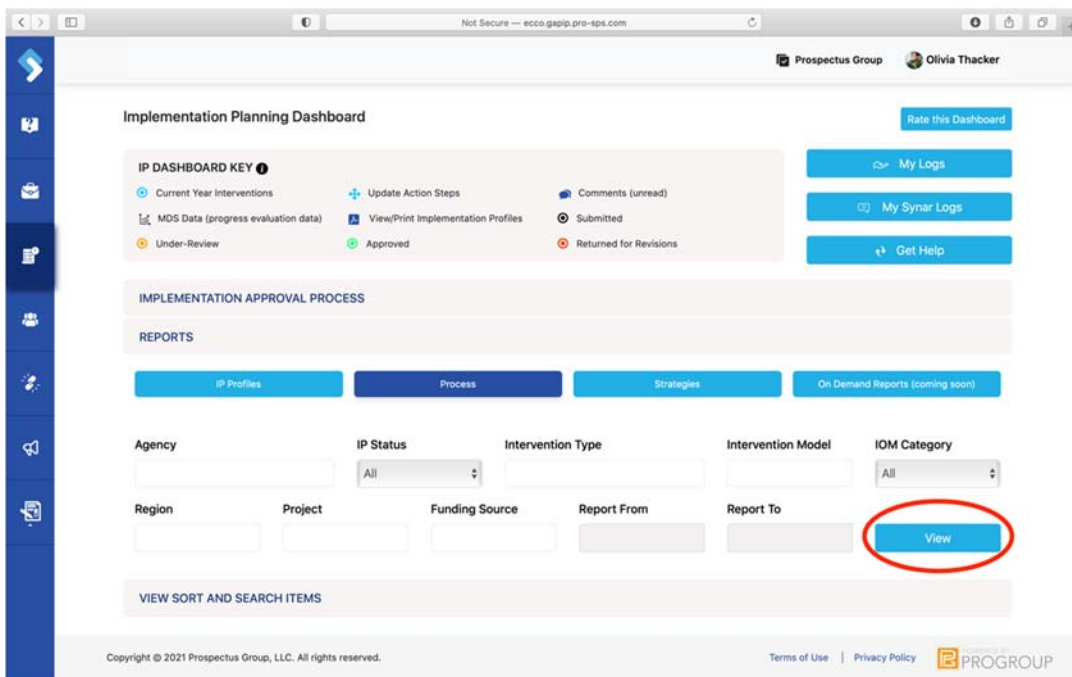 Not Secure — ecco.gapip.pro-sps.com
Prospectus Group Olivia Thacker
Implementation Planning Dashboard
Rate this Dashboard
IP DASHBOARD KEY
My Logs
Current Year Interventions Update Action Steps Comments (unread)
MDS Data (progress evaluation data) View/Print Implementation Profiles Submitted
My Synar Logs
Under-Review Approved Returned for Revisions
Get Help
IMPLEMENTATION APPROVAL PROCESS
REPORTS
IP Profiles Process Strategies On Demand Reports (coming soon)
Agency IP Status Intervention Type Intervention Model IOM Category
All All
Region Project Funding Source Report From Report To
View
VIEW SORT AND SEARCH ITEMS
Copyright © 2021 Prospectus Group, LLC. All rights reserved. Terms of Use | Privacy Policy
POWERED BY
PROGROUP